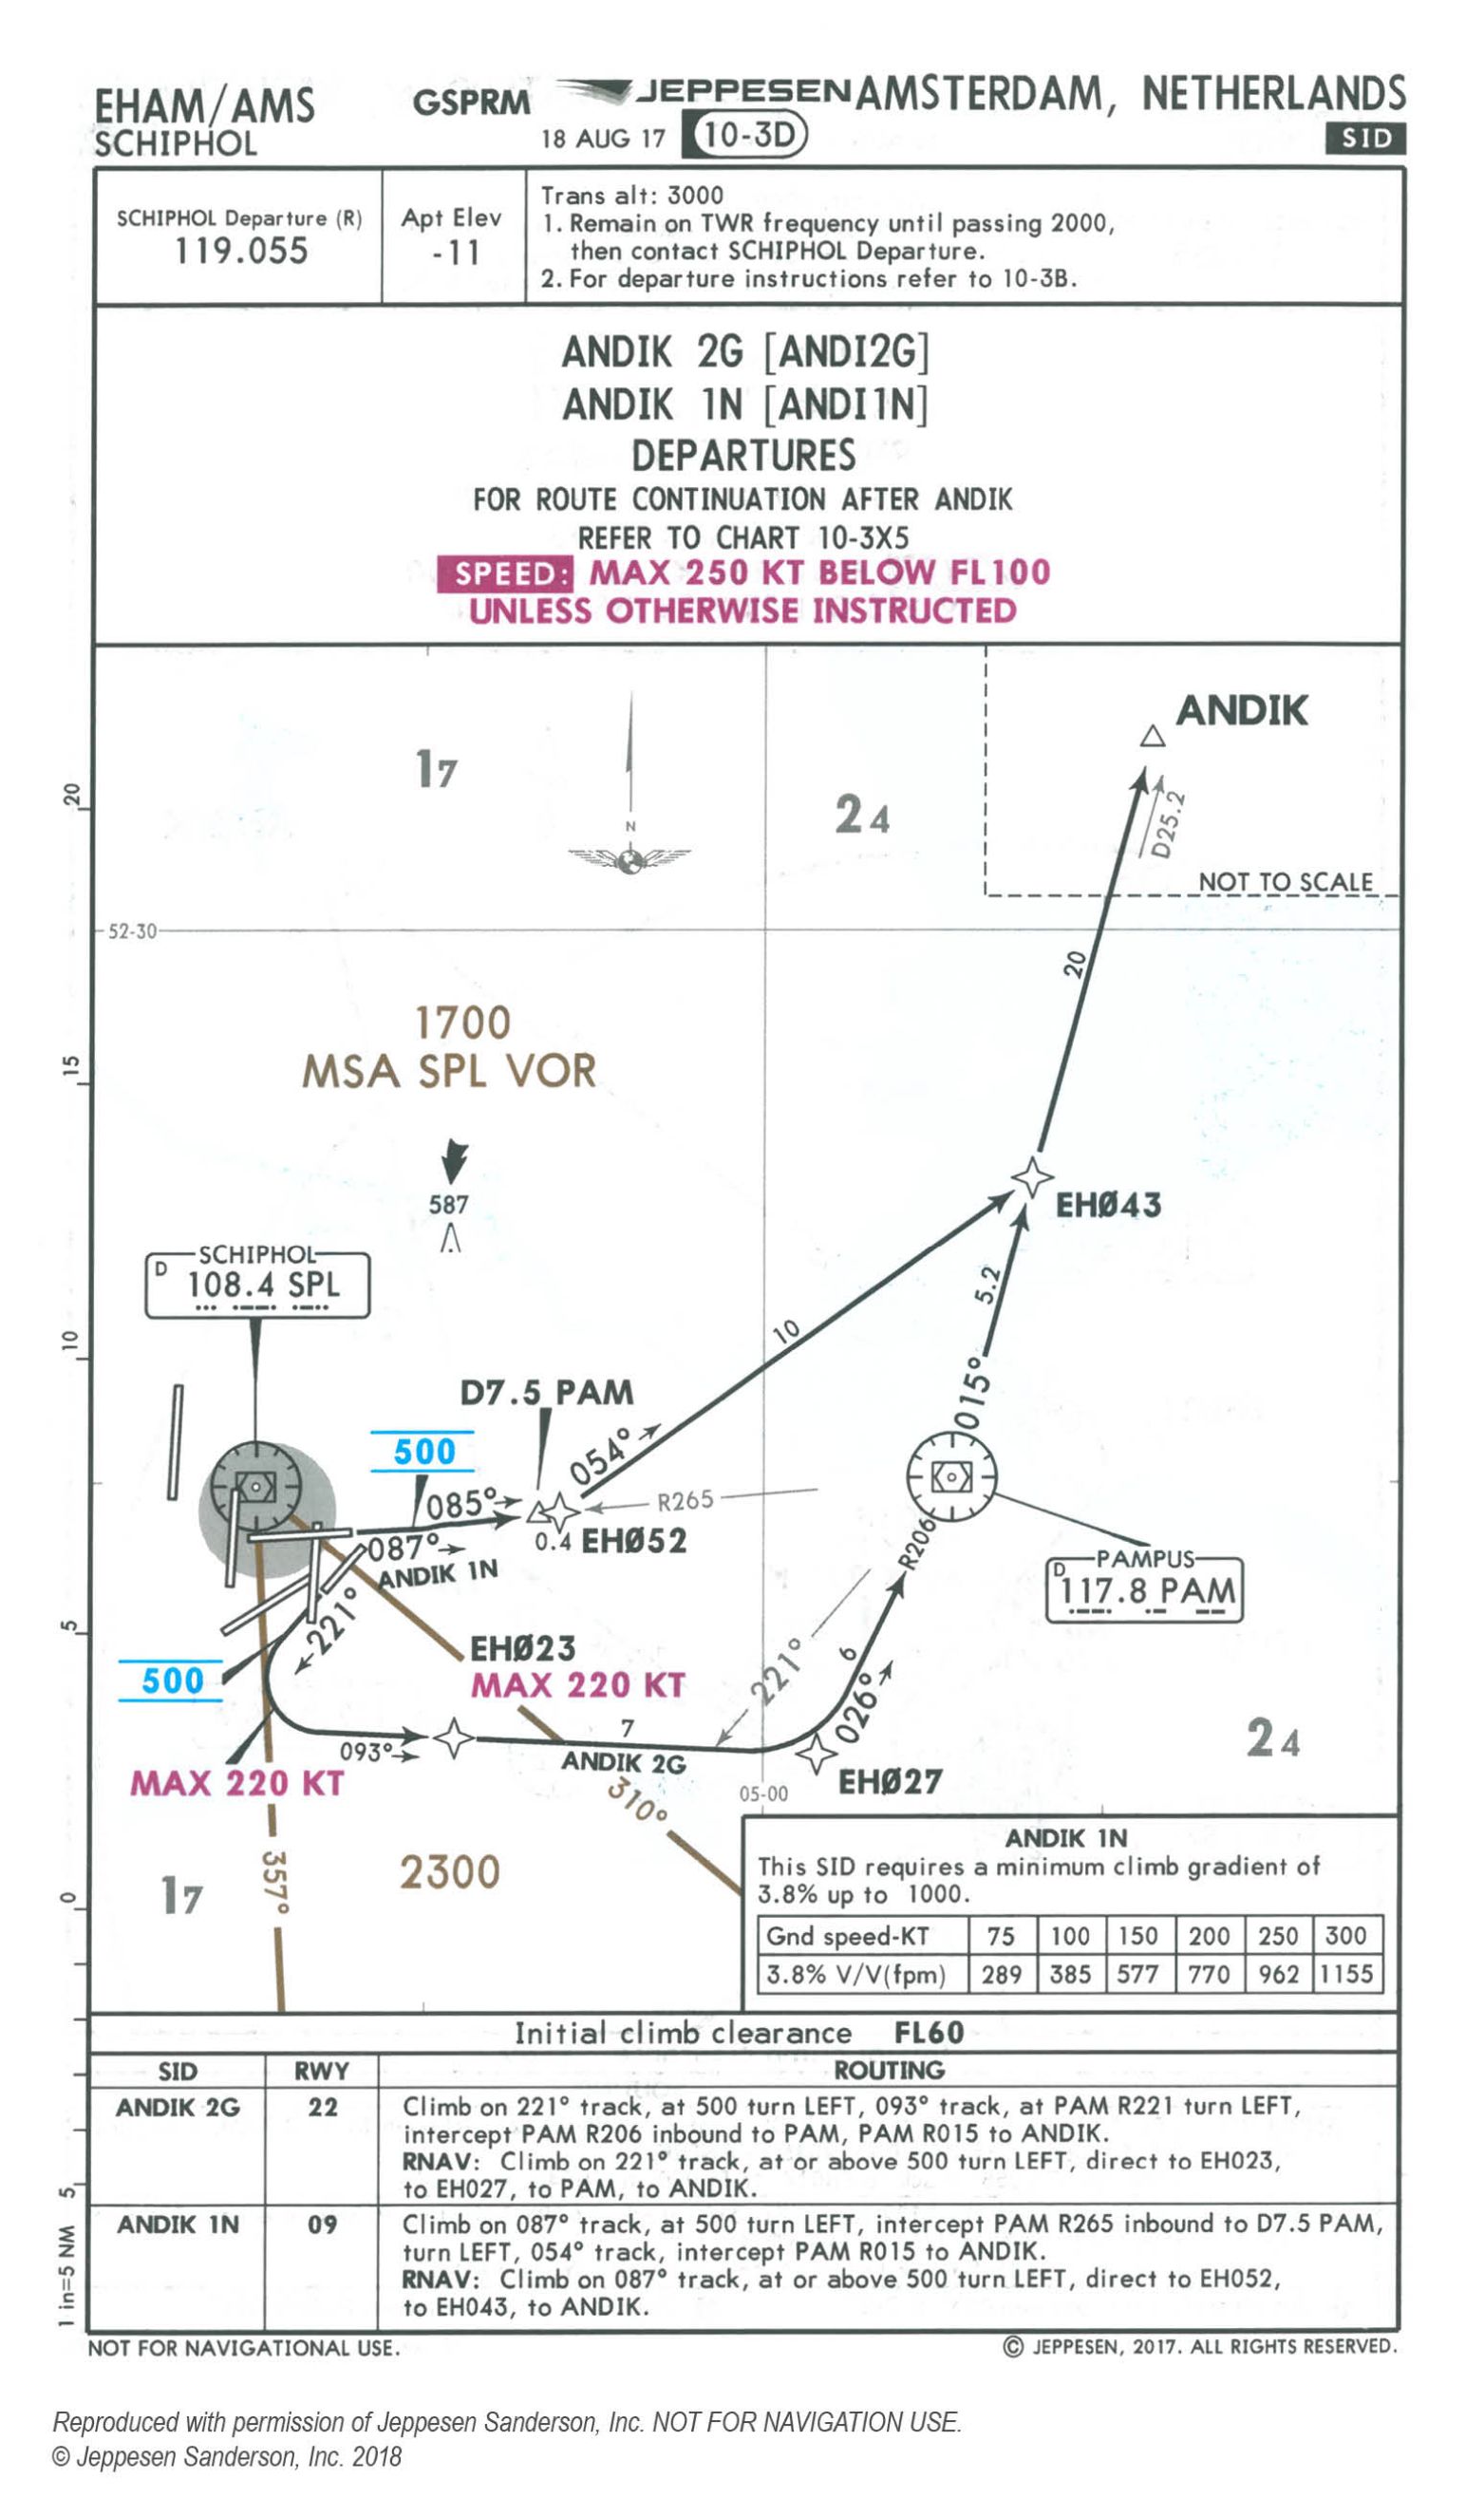 EHAM/AMS
SCHIPHOL
GSPRM
JEPPESEN
18 AUG 17
10-3D
AMSTERDAM, NETHERLANDS
SID
SCHIPHOL Departure (R)
119.055
Apt Elev
-11
Trans alt: 3000
1. Remain on TWR frequency until passing 2000,
then contact SCHIPHOL Departure.
2. For departure instructions refer to 10-3B.
ANDIK 2G [ANDI2G]
ANDIK 1N [ANDI1N]
DEPARTURES
FOR ROUTE CONTINUATION AFTER ANDIK
REFER TO CHART 10-3X5
SPEED: MAX 250 KT BELOW FL100
UNLESS OTHERWISE INSTRUCTED
ANDIK
17
24
N
D25.2
NOT TO SCALE
20
52-30
20
1700
MSA SPL VOR
15
587
EHØ43
SCHIPHOL
D 108.4 SPL
5.2
10
10
D7.5 PAM
015°
500
054°
085°
R265
0.4 EHØ52
087°
ANDIK 1N
R206
PAMPUS
D 117.8 PAM
5
221°
EHØ23
MAX 220 KT
500
221°
6
026°
7
093°
ANDIK 2G
24
MAX 220 KT
310°
05-00
EHØ27
357°
2300
17
0
ANDIK 1N
This SID requires a minimum climb gradient of
3.8% up to 1000.
Gnd speed-KT 75 100 150 200 250 300
3.8% V/V(fpm) 289 385 577 770 962 1155
Initial climb clearance FL60
SID RWY ROUTING
ANDIK 2G 22 Climb on 221° track, at 500 turn LEFT, 093° track, at PAM R221 turn LEFT,
intercept PAM R206 inbound to PAM, PAM R015 to ANDIK.
RNAV: Climb on 221° track, at or above 500 turn LEFT, direct to EH023,
to EH027, to PAM, to ANDIK.
5
ANDIK 1N 09 Climb on 087° track, at 500 turn LEFT, intercept PAM R265 inbound to D7.5 PAM,
turn LEFT, 054° track, intercept PAM R015 to ANDIK.
RNAV: Climb on 087° track, at or above 500 turn LEFT, direct to EH052,
to EH043, to ANDIK.
1 in=5 NM
NOT FOR NAVIGATIONAL USE.
© JEPPESEN, 2017. ALL RIGHTS RESERVED.
Reproduced with permission of Jeppesen Sanderson, Inc. NOT FOR NAVIGATION USE.
© Jeppesen Sanderson, Inc. 2018